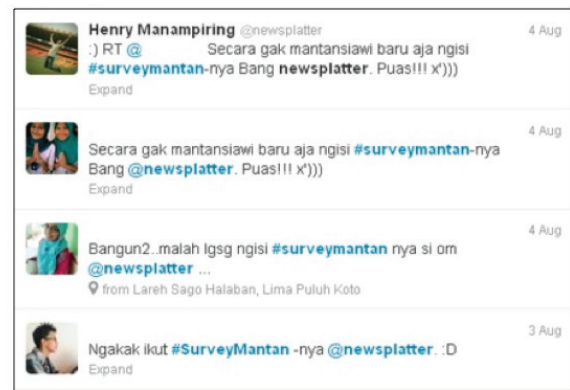 Henry Manampiring @newsplatter 4 Aug
:) RT @ Secara gak mantansiawi baru aja ngisi
#surveymantan-nya Bang newsplatter. Puas!!! x')))
Expand
4 Aug
Secara gak mantansiawi baru aja ngisi #surveymantan-nya
Bang @newsplatter. Puas!!! x')))
Expand
4 Aug
Bangun2..malah lgsg ngisi #surveymantan nya si om
@newsplatter ...
from Lareh Sago Halaban, Lima Puluh Koto
3 Aug
Ngakak ikut #SurveyMantan -nya @newsplatter. :D
Expand